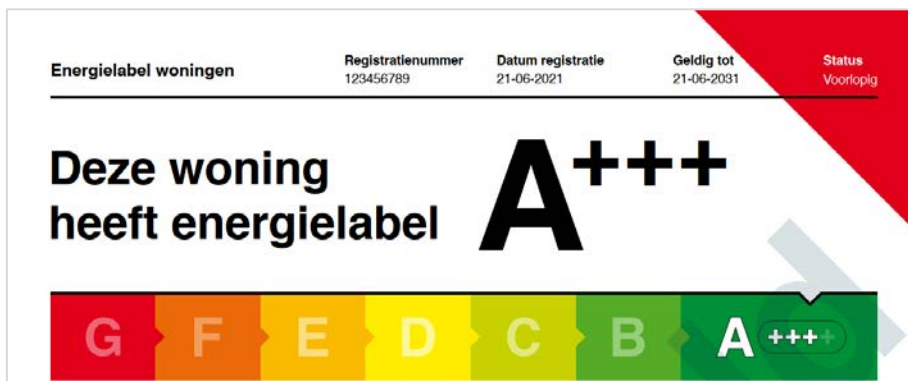 Energielabel woningen
Registratienummer
123456789
Datum registratie
21-06-2021
Geldig tot
21-06-2031
Status
Voorlopig
Deze woning
heeft energielabel
A+++
G F E D C B A ++++